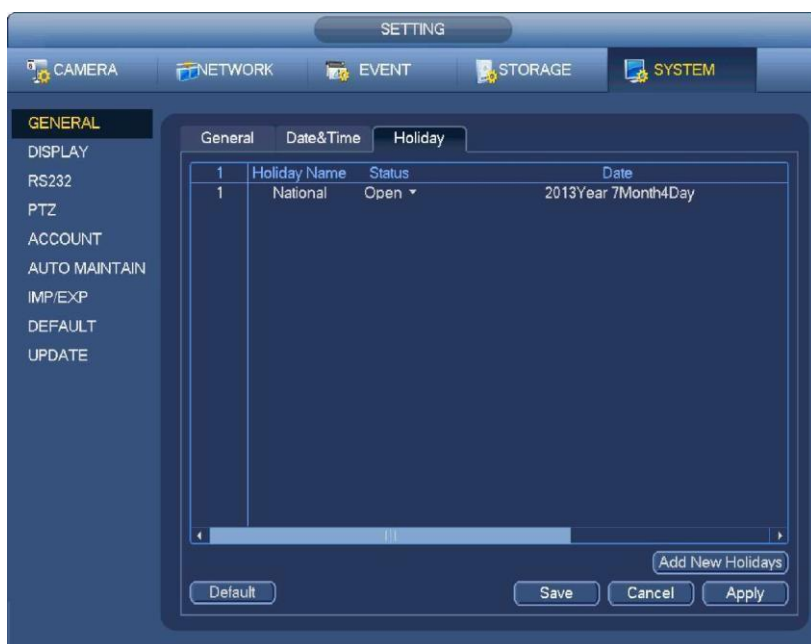 SETTING
CAMERA NETWORK EVENT STORAGE SYSTEM
GENERAL
DISPLAY
RS232
PTZ
ACCOUNT
AUTO MAINTAIN
IMP/EXP
DEFAULT
UPDATE
General Date&Time Holiday
1 Holiday Name Status Date
1 National Open 2013Year 7Month4Day
Add New Holidays
Default Save Cancel Apply